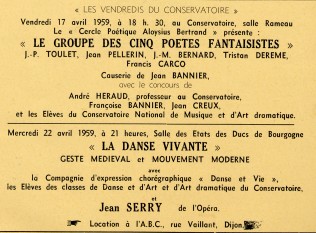 « LES VENDREDIS DU CONSERVATOIRE »
Vendredi 17 avril 1959, à 18 h. 30, au Conservatoire, salle Rameau
Le « Cercle Poétique Aloysius Bertrand » présente :
« LE GROUPE DES CINQ POETES FANTAISISTES »
J.-P. TOULET, Jean PELLERIN, J.-M. BERNARD, Tristan DEREME,
Francis CARCO
Causerie de Jean BANNIER,
avec le concours de
André HERAUD, professeur au Conservatoire,
Françoise BANNIER, Jean CREUX,
et les Elèves du Conservatoire National de Musique et d'Art dramatique.
Mercredi 22 avril 1959, à 21 heures, Salle des Etats des Ducs de Bourgogne
« LA DANSE VIVANTE »
GESTE MEDIEVAL et MOUVEMENT MODERNE
avec
la Compagnie d'expression chorégraphique « Danse et Vie »,
les Elèves des classes de Danse et d'Art et d'Art dramatique du Conservatoire,
et
Jean SERRY de l'Opéra.
Location à l'A.B.C., rue Vaillant, Dijon